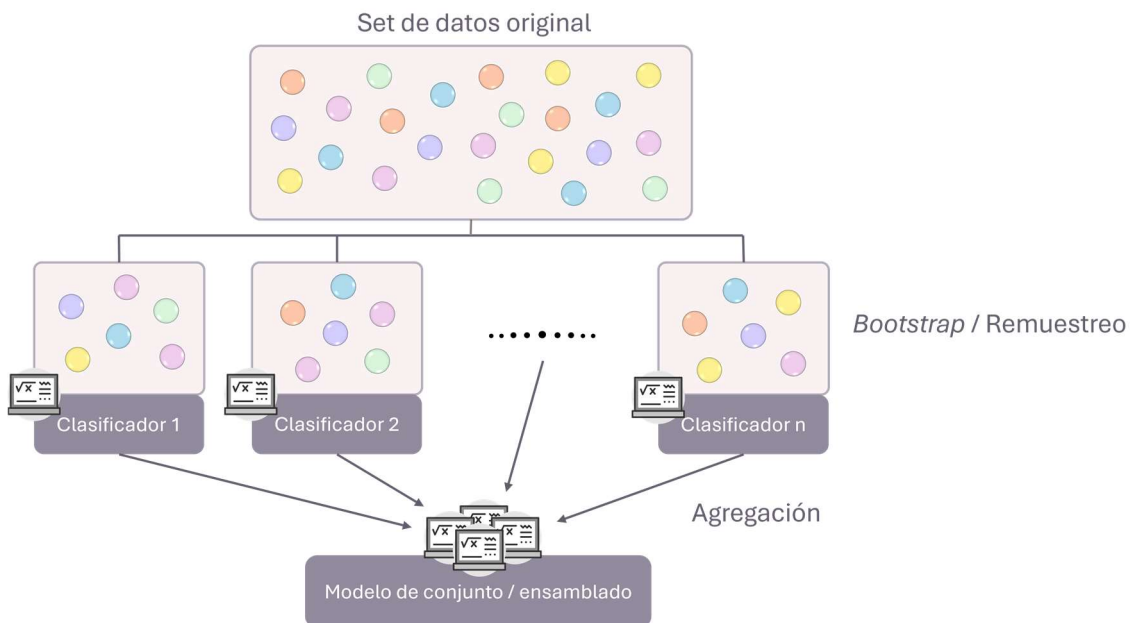 Set de datos original
Bootstrap / Remuestreo
Clasificador 1
Clasificador 2
Clasificador n
Agregación
Modelo de conjunto / ensamblado